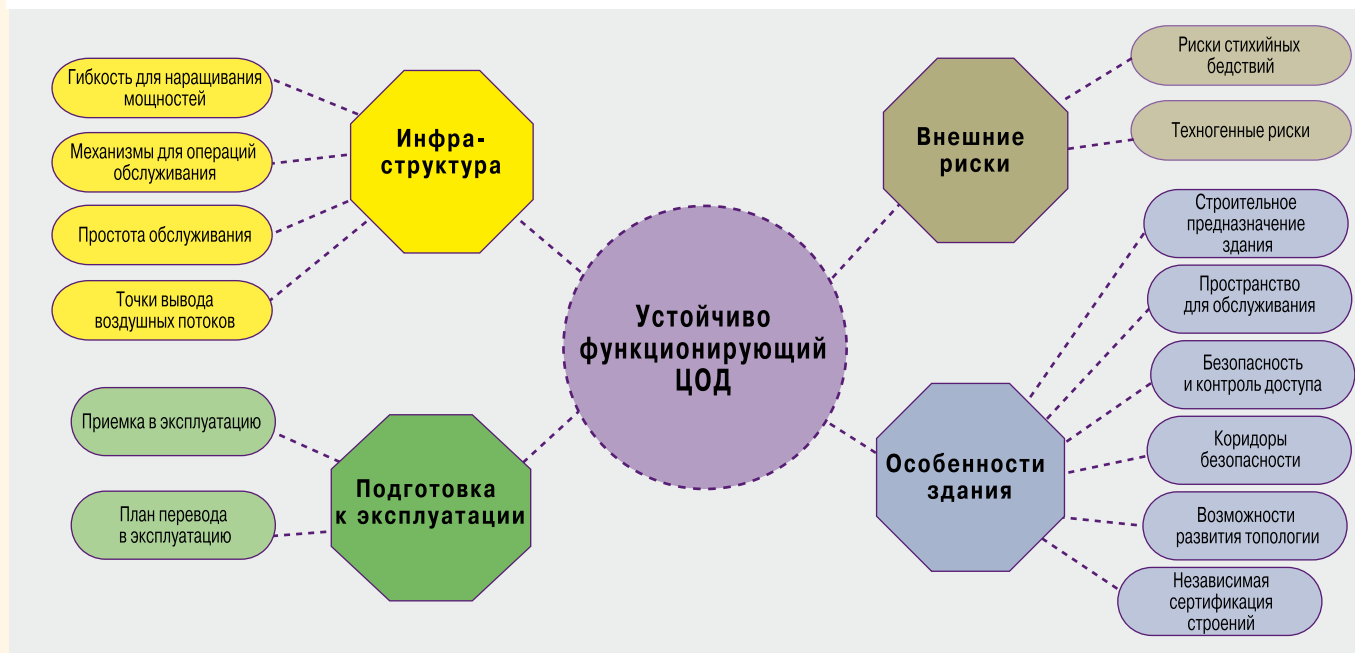 Гибкость для наращивания
мощностей
Механизмы для операций
обслуживания
Простота обслуживания
Точки вывода
воздушных потоков
Инфра-
структура
Приемка в эксплуатацию
План перевода
в эксплуатацию
Подготовка
к эксплуатации
Устойчиво
функционирующий
ЦОД
Внешние
риски
Риски стихийных
бедствий
Техногенные риски
Особенности
здания
Строительное
предназначение
здания
Пространство
для обслуживания
Безопасность
и контроль доступа
Коридоры
безопасности
Возможности
развития топологии
Независимая
сертификация
строений